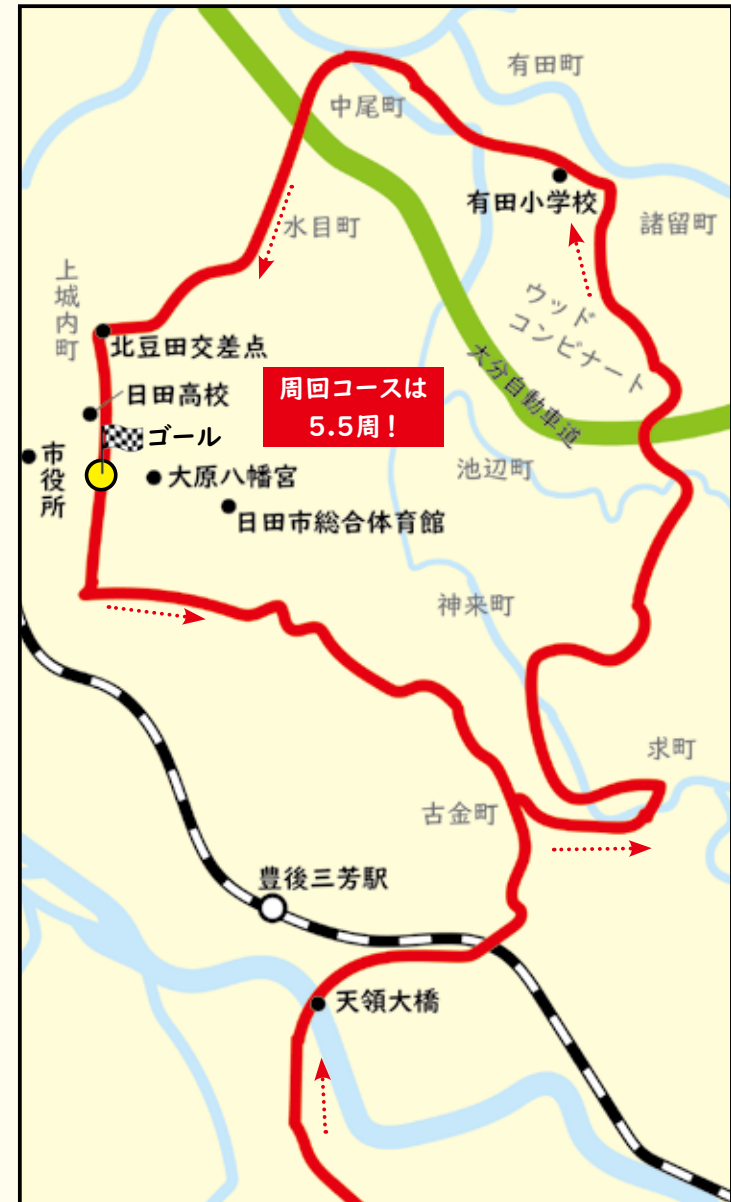 有田町
中尾町
有田小学校
諸留町
水目町
上城内町
ウッド
コンビナート
北豆田交差点
大分自動車道
周回コースは
5.5周！
日田高校
ゴール
市役所
大原八幡宮
池辺町
日田市総合体育館
神来町
求町
古金町
豊後三芳駅
天領大橋